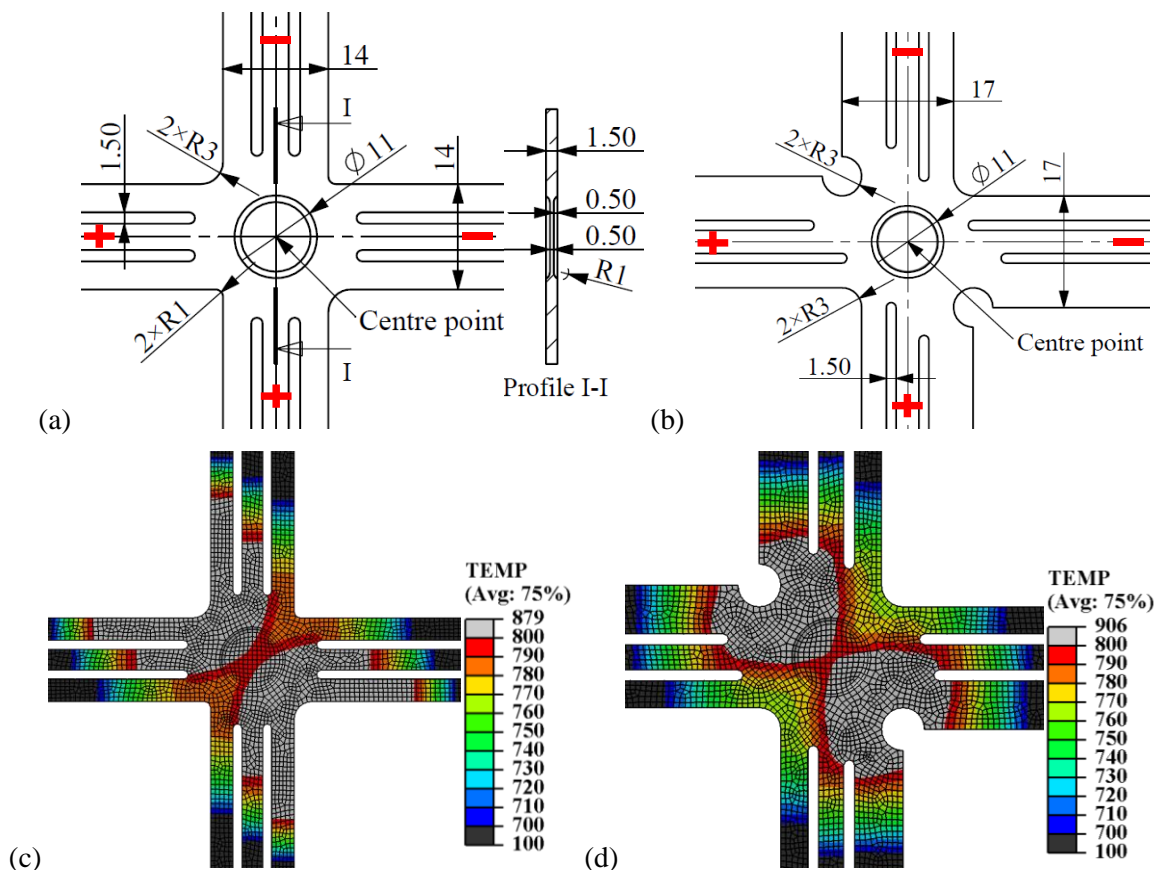 14
I
2×R3
1.50
Ø 11
14
1.50
0.50
0.50
R1
2×R1
Centre point
I
Profile I-I
(a)
17
2×R3
Ø 11
17
2×R3
Centre point
1.50
(b)
TEMP
(Avg: 75%)
879
800
790
780
770
760
750
740
730
720
710
700
100
(c)
TEMP
(Avg: 75%)
906
800
790
780
770
760
750
740
730
720
710
700
100
(d)